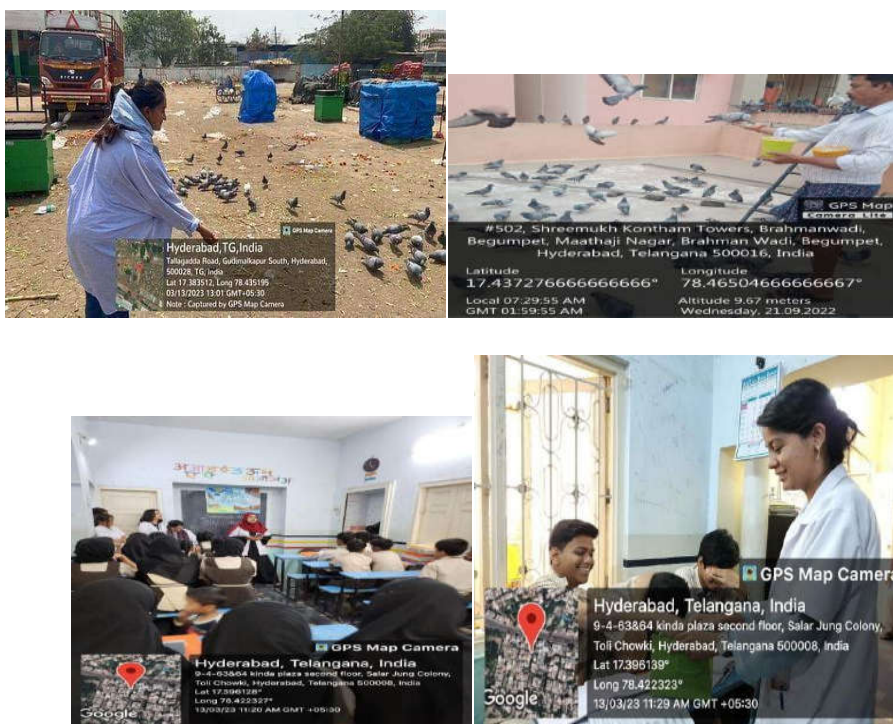 EICHER
GPS Map Camera
Hyderabad,TG,India
Tallagadda Road, Gudimalkapur South, Hyderabad,
500028, TG, India
Lat 17.383512, Long 78.435195
03/13/2023 13:01 GMT+05:30
Note : Captured by GPS Map Camera
GPS Map
Camera Lite
#502, Shreemukh Kontham Towers, Brahmanwadi,
Begumpet, Maathaji Nagar, Brahman Wadi, Begumpet,
Hyderabad, Telangana 500016, India
Latitude
17.437276666666666°
Longitude
78.46504666666667°
Local 07:29:55 AM
GMT 01:59:55 AM
Altitude 9.67 meters
Wednesday, 21.09.2022
GPS Map Camera
Hyderabad, Telangana, India
9-4-63&64 kinda plaza second floor, Salar Jung Colony,
Toli Chowki, Hyderabad, Telangana 500008, India
Lat 17.396128°
Long 78.422327°
13/03/23 11:20 AM GMT +05:30
Google
GPS Map Camera
Hyderabad, Telangana, India
9-4-63&64 kinda plaza second floor, Salar Jung Colony,
Toli Chowki, Hyderabad, Telangana 500008, India
Lat 17.396139°
Long 78.422323°
13/03/23 11:29 AM GMT +05:30
Google